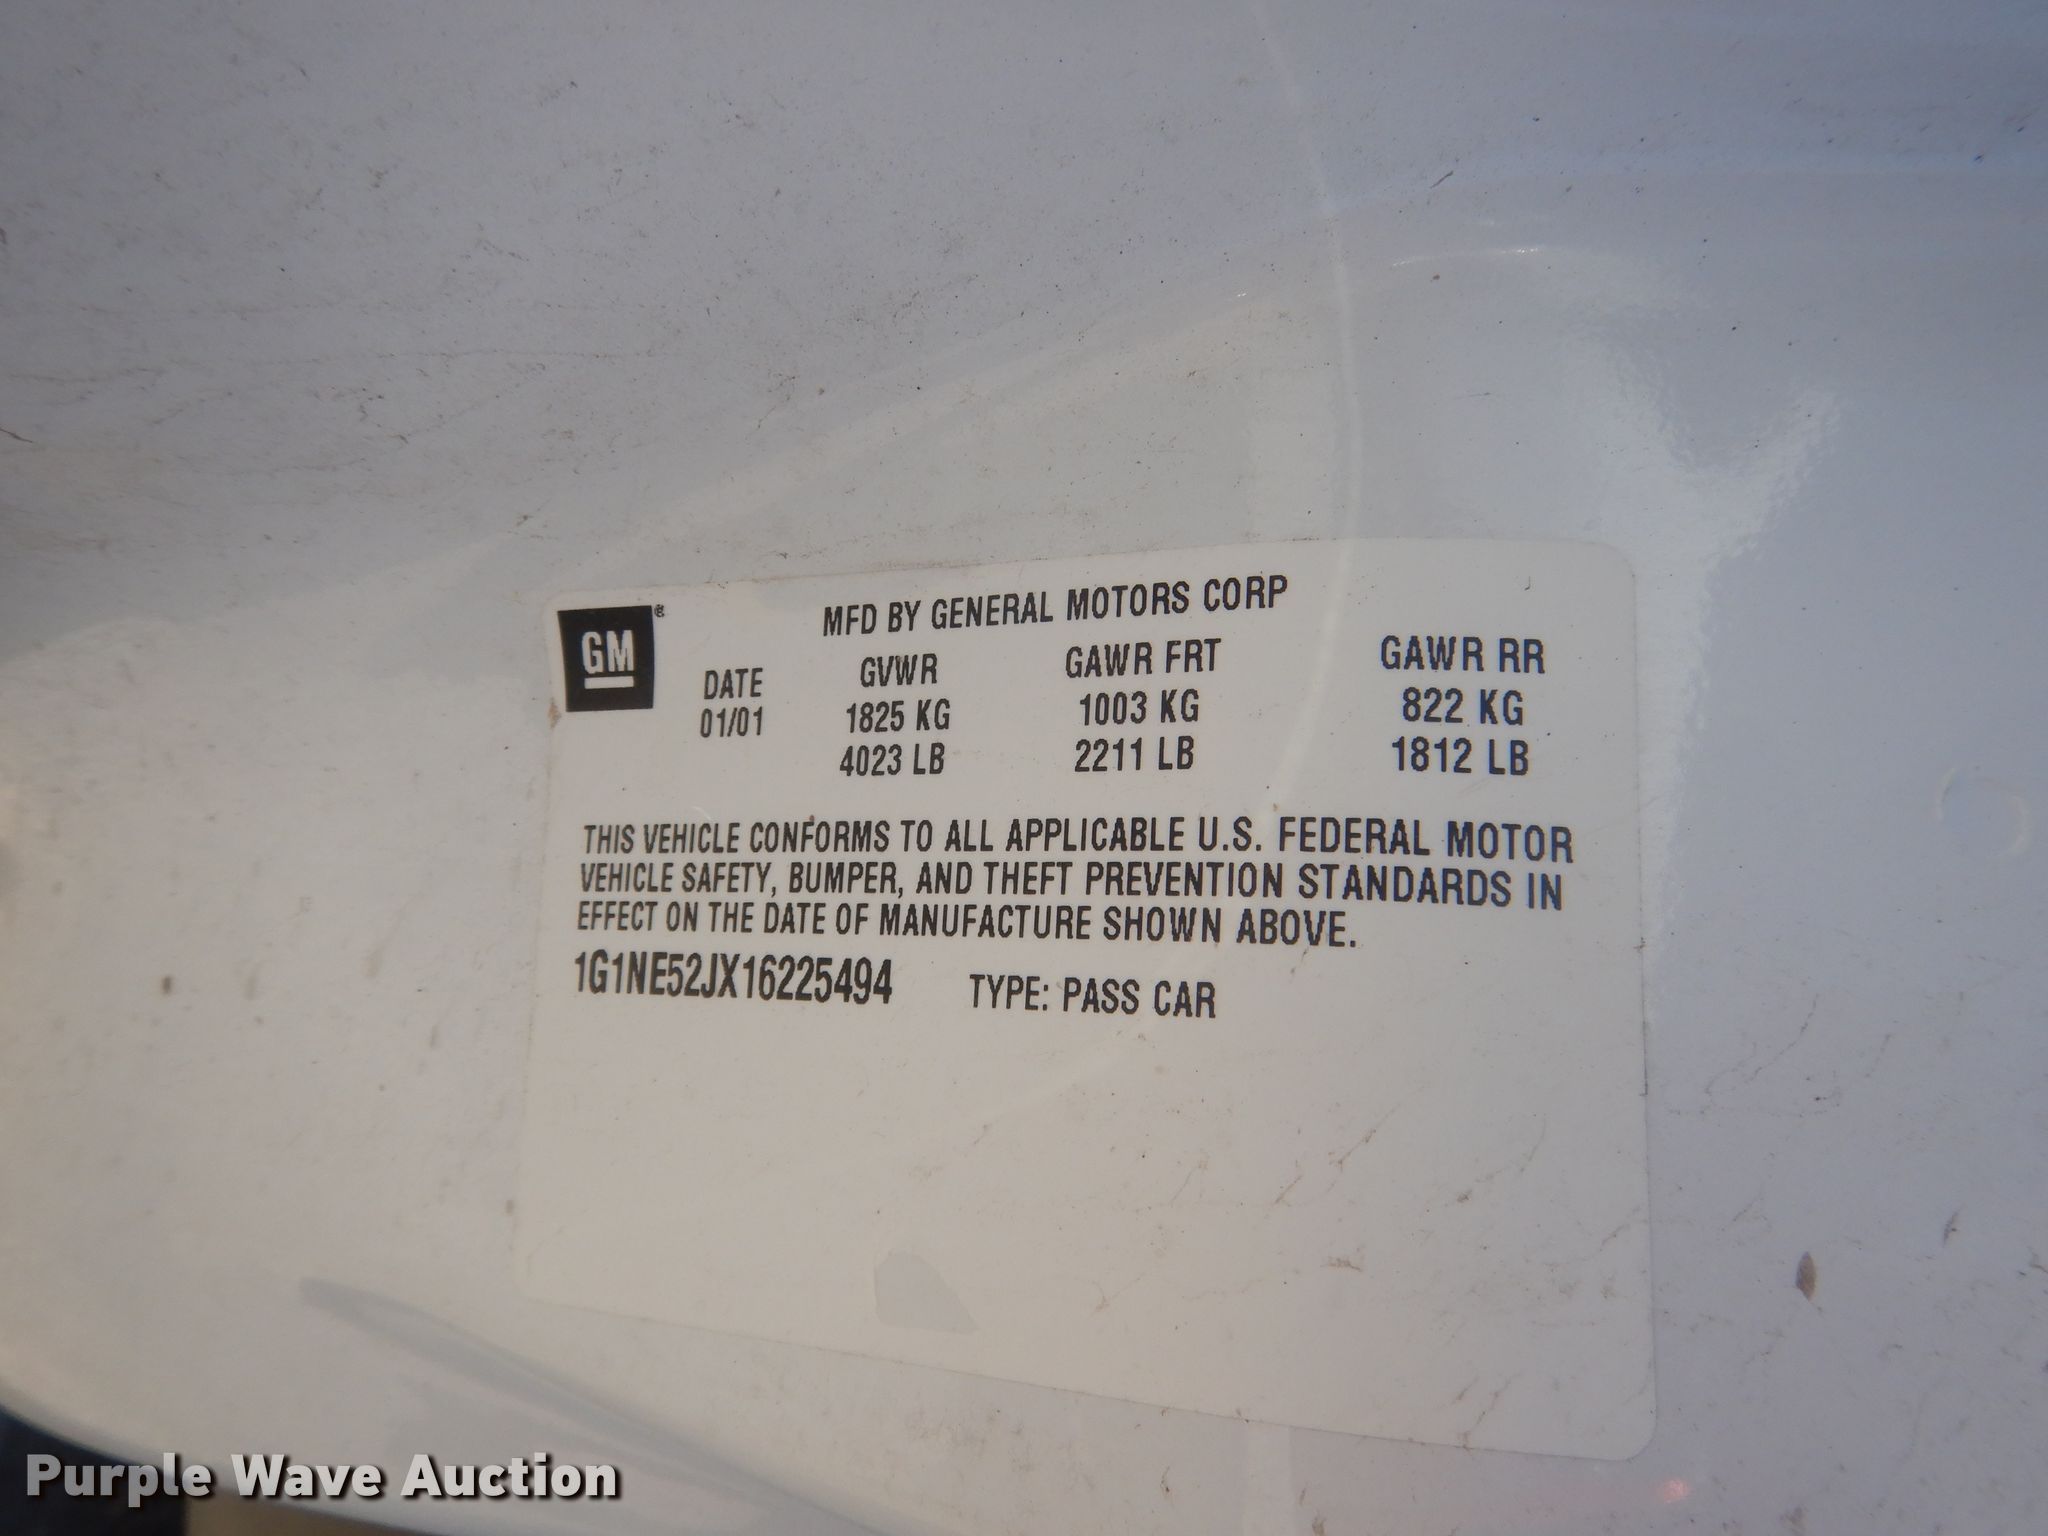 GM®
MFD BY GENERAL MOTORS CORP
DATE GVWR GAWR FRT GAWR RR
01/01 1825 KG 1003 KG 822 KG
4023 LB 2211 LB 1812 LB
THIS VEHICLE CONFORMS TO ALL APPLICABLE U.S. FEDERAL MOTOR
VEHICLE SAFETY, BUMPER, AND THEFT PREVENTION STANDARDS IN
EFFECT ON THE DATE OF MANUFACTURE SHOWN ABOVE.
1G1NE52JX16225494 TYPE: PASS CAR
Purple Wave Auction